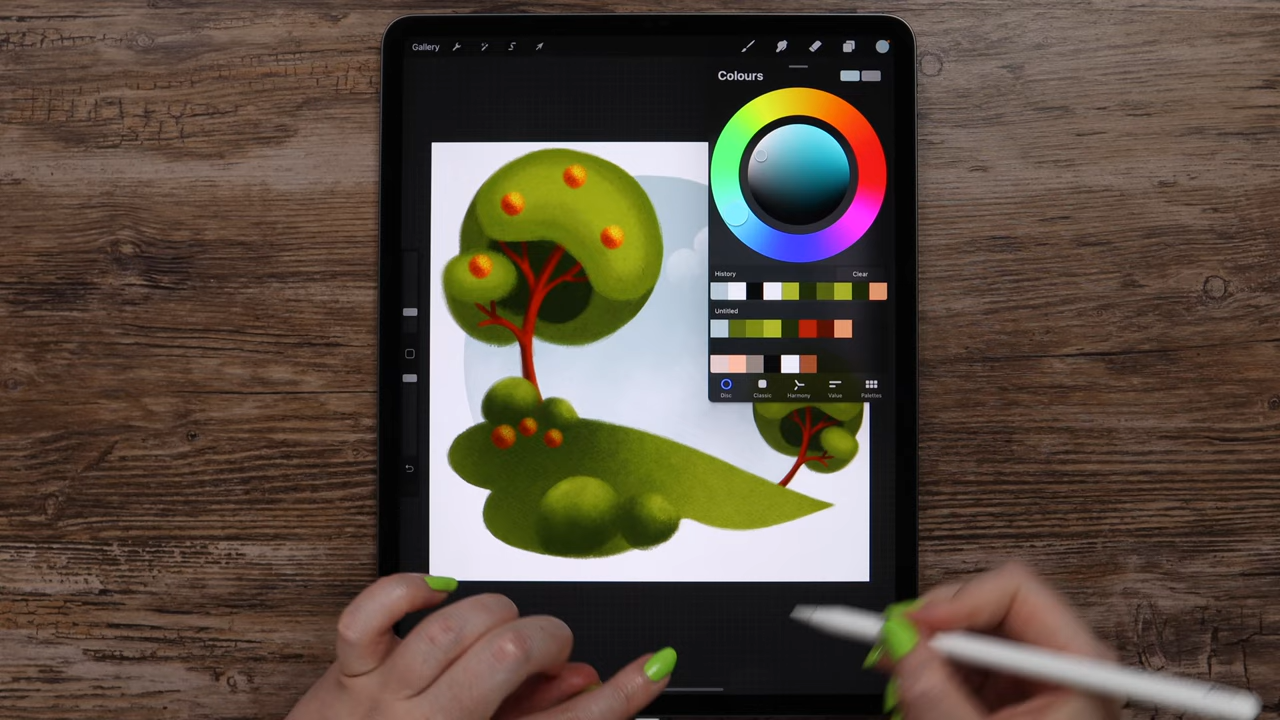 Gallery
Colours
History Clear
Untitled
Disc Classic Harmony Value Palettes